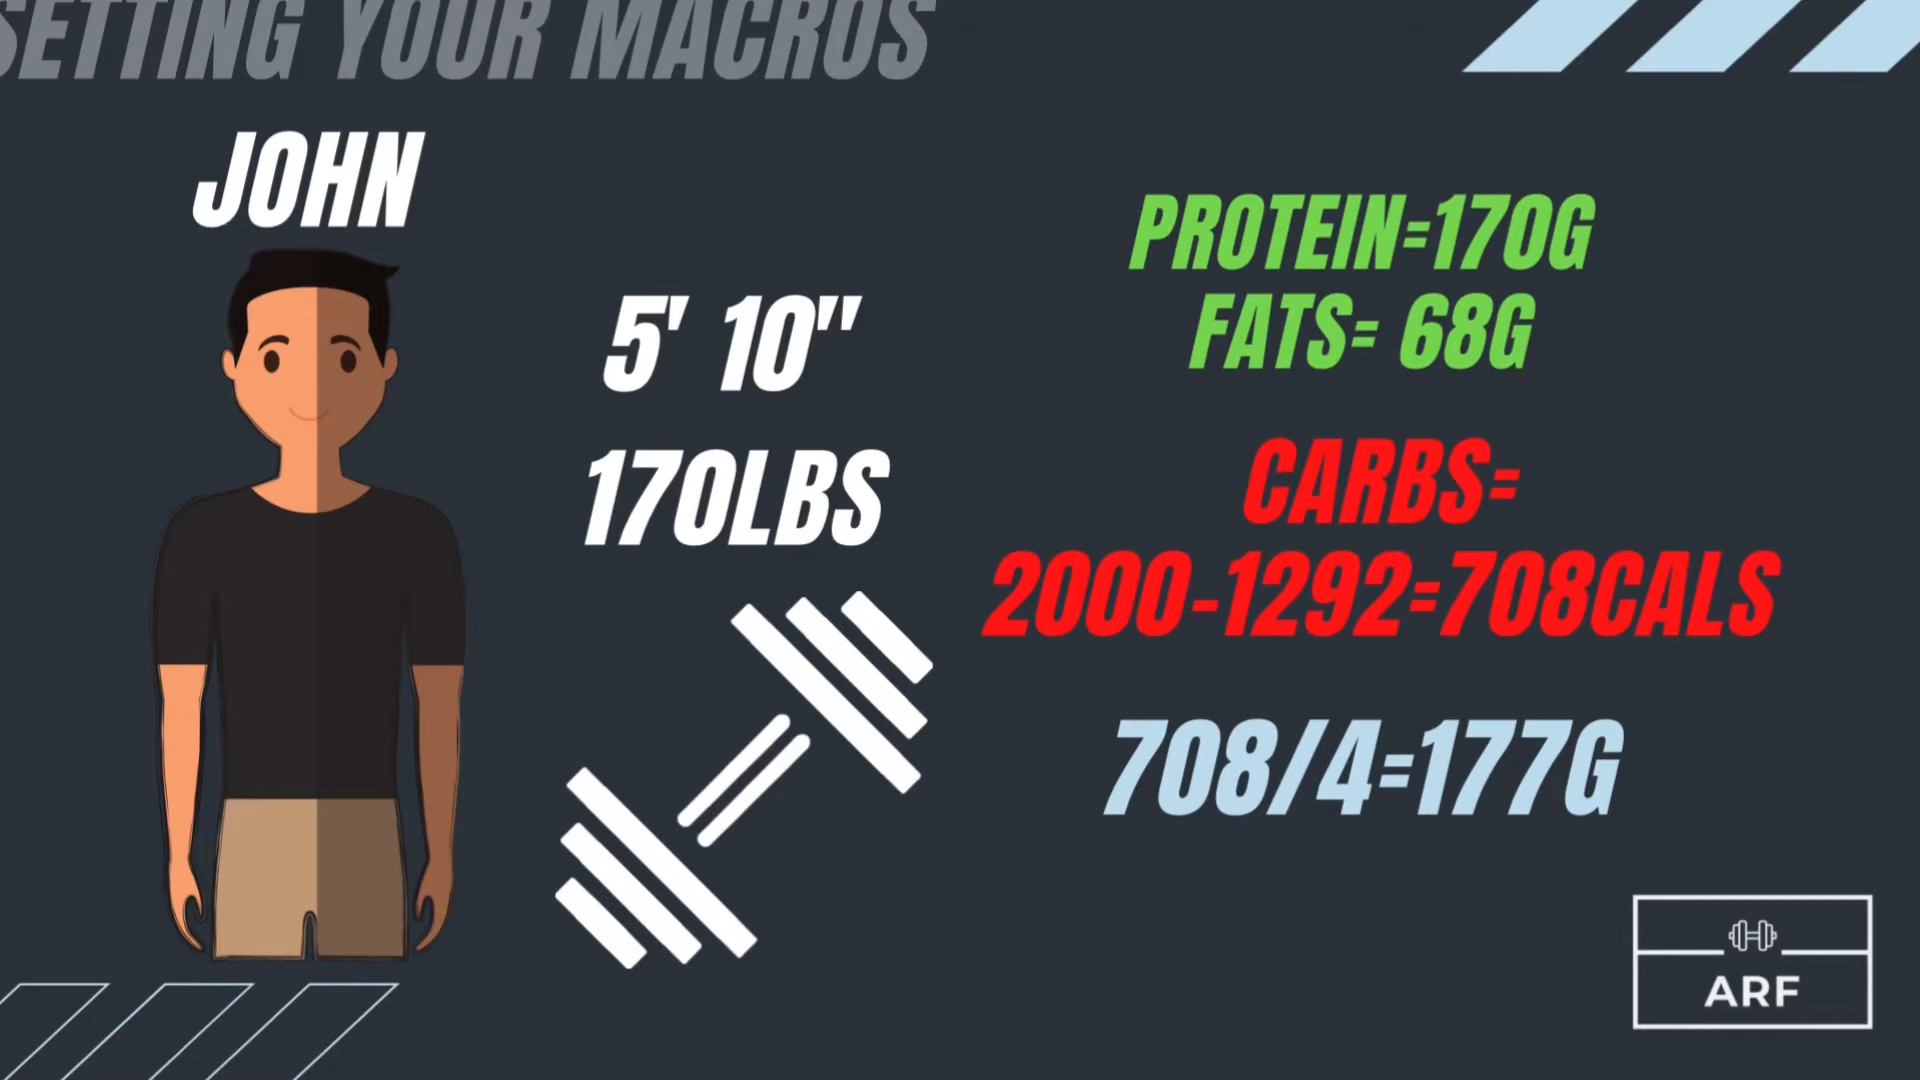 SETTING YOUR MACROS
JOHN
5' 10"
170LBS
PROTEIN=170G
FATS= 68G
CARBS=
2000-1292=708CALS
708/4=177G
ARF